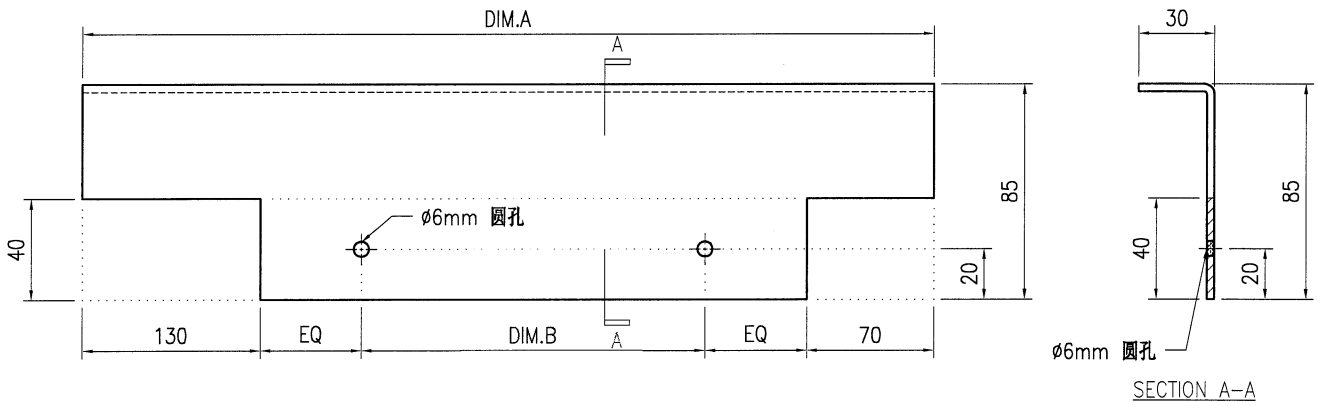 DIM.A
30
A
85
85
ø6mm 圆孔
40
40
20
20
130
EQ
DIM.B
A
EQ
70
ø6mm 圆孔
SECTION A-A